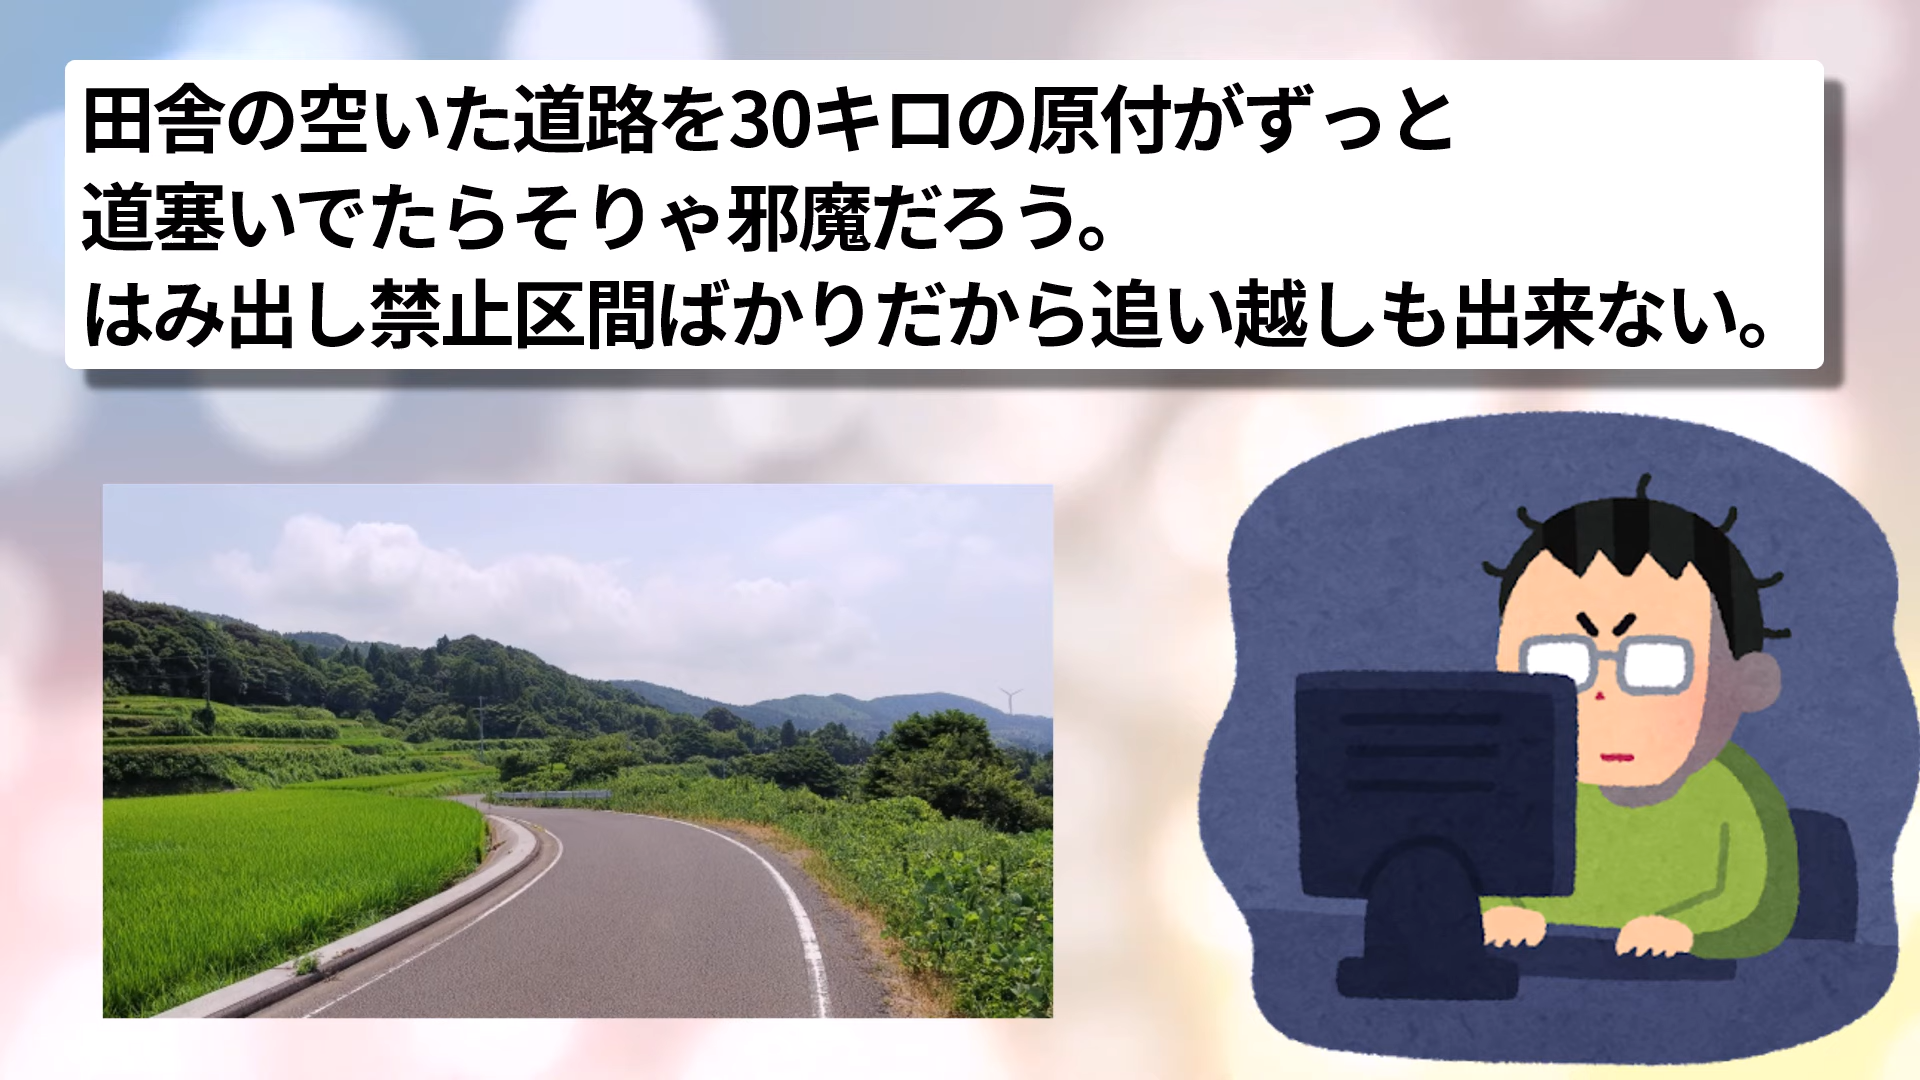 田舎の空いた道路を30キロの原付がずっと
道塞いでたらそりゃ邪魔だろう。
はみ出し禁止区間ばかりだから追い越しも出来ない。